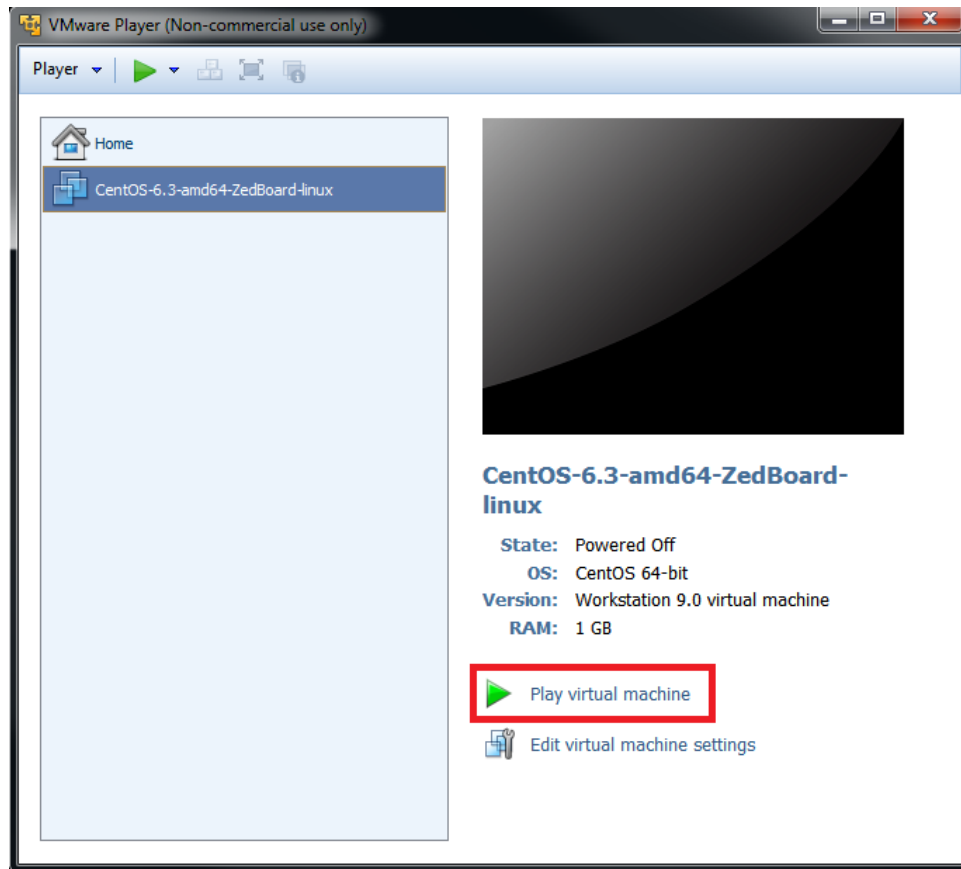 VMware Player (Non-commercial use only)
Player
Home
CentOS-6.3-amd64-ZedBoard-linux
CentOS-6.3-amd64-ZedBoard-
linux
State: Powered Off
OS: CentOS 64-bit
Version: Workstation 9.0 virtual machine
RAM: 1 GB
Play virtual machine
Edit virtual machine settings